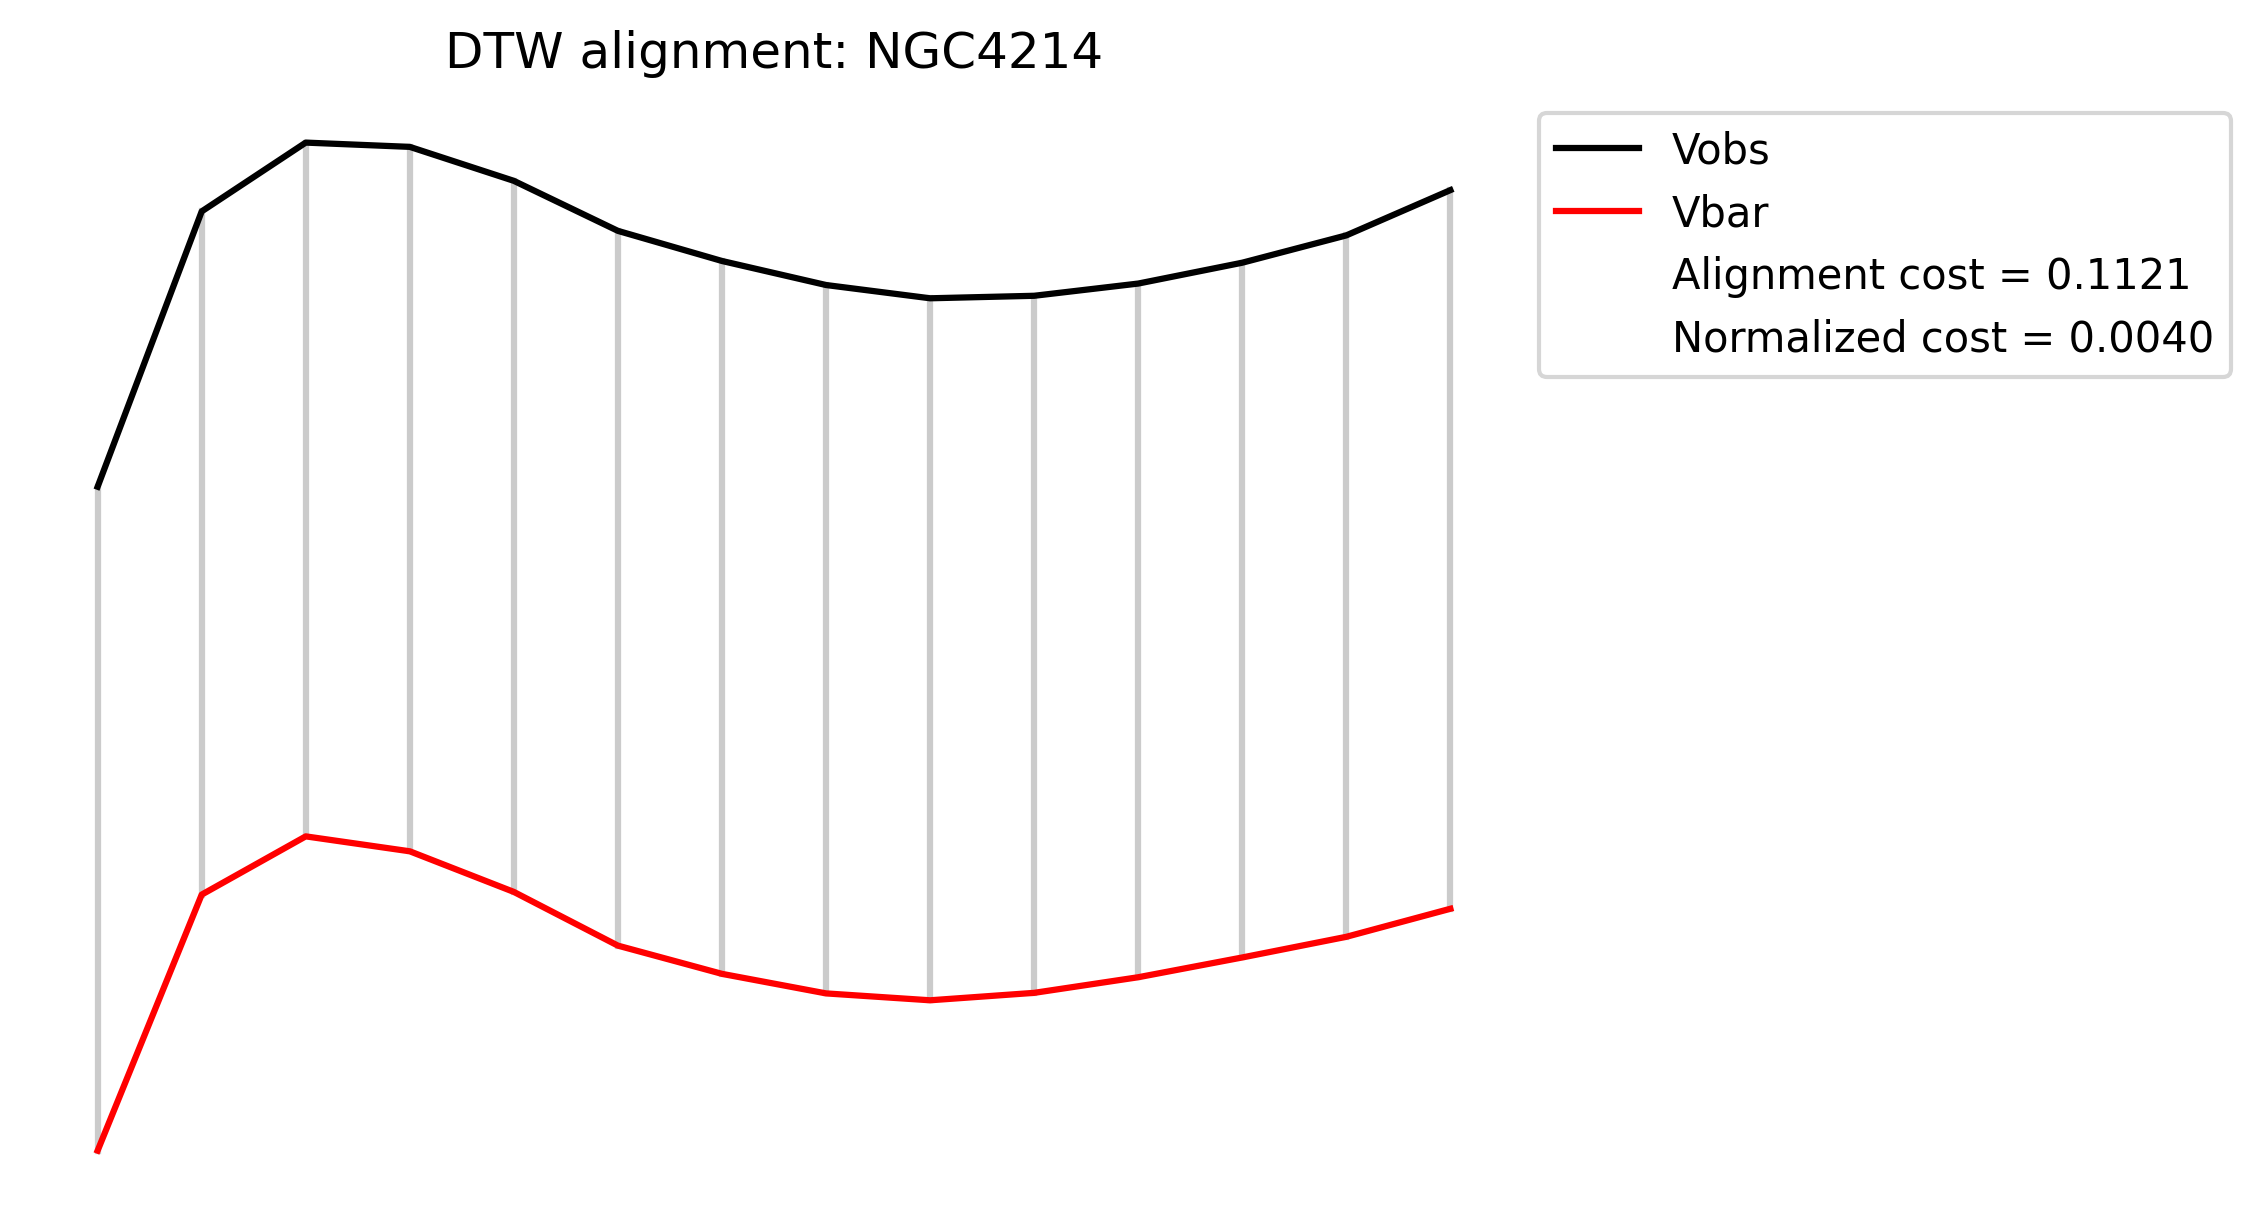 DTW alignment: NGC4214
Vobs
Vbar
Alignment cost = 0.1121
Normalized cost = 0.0040